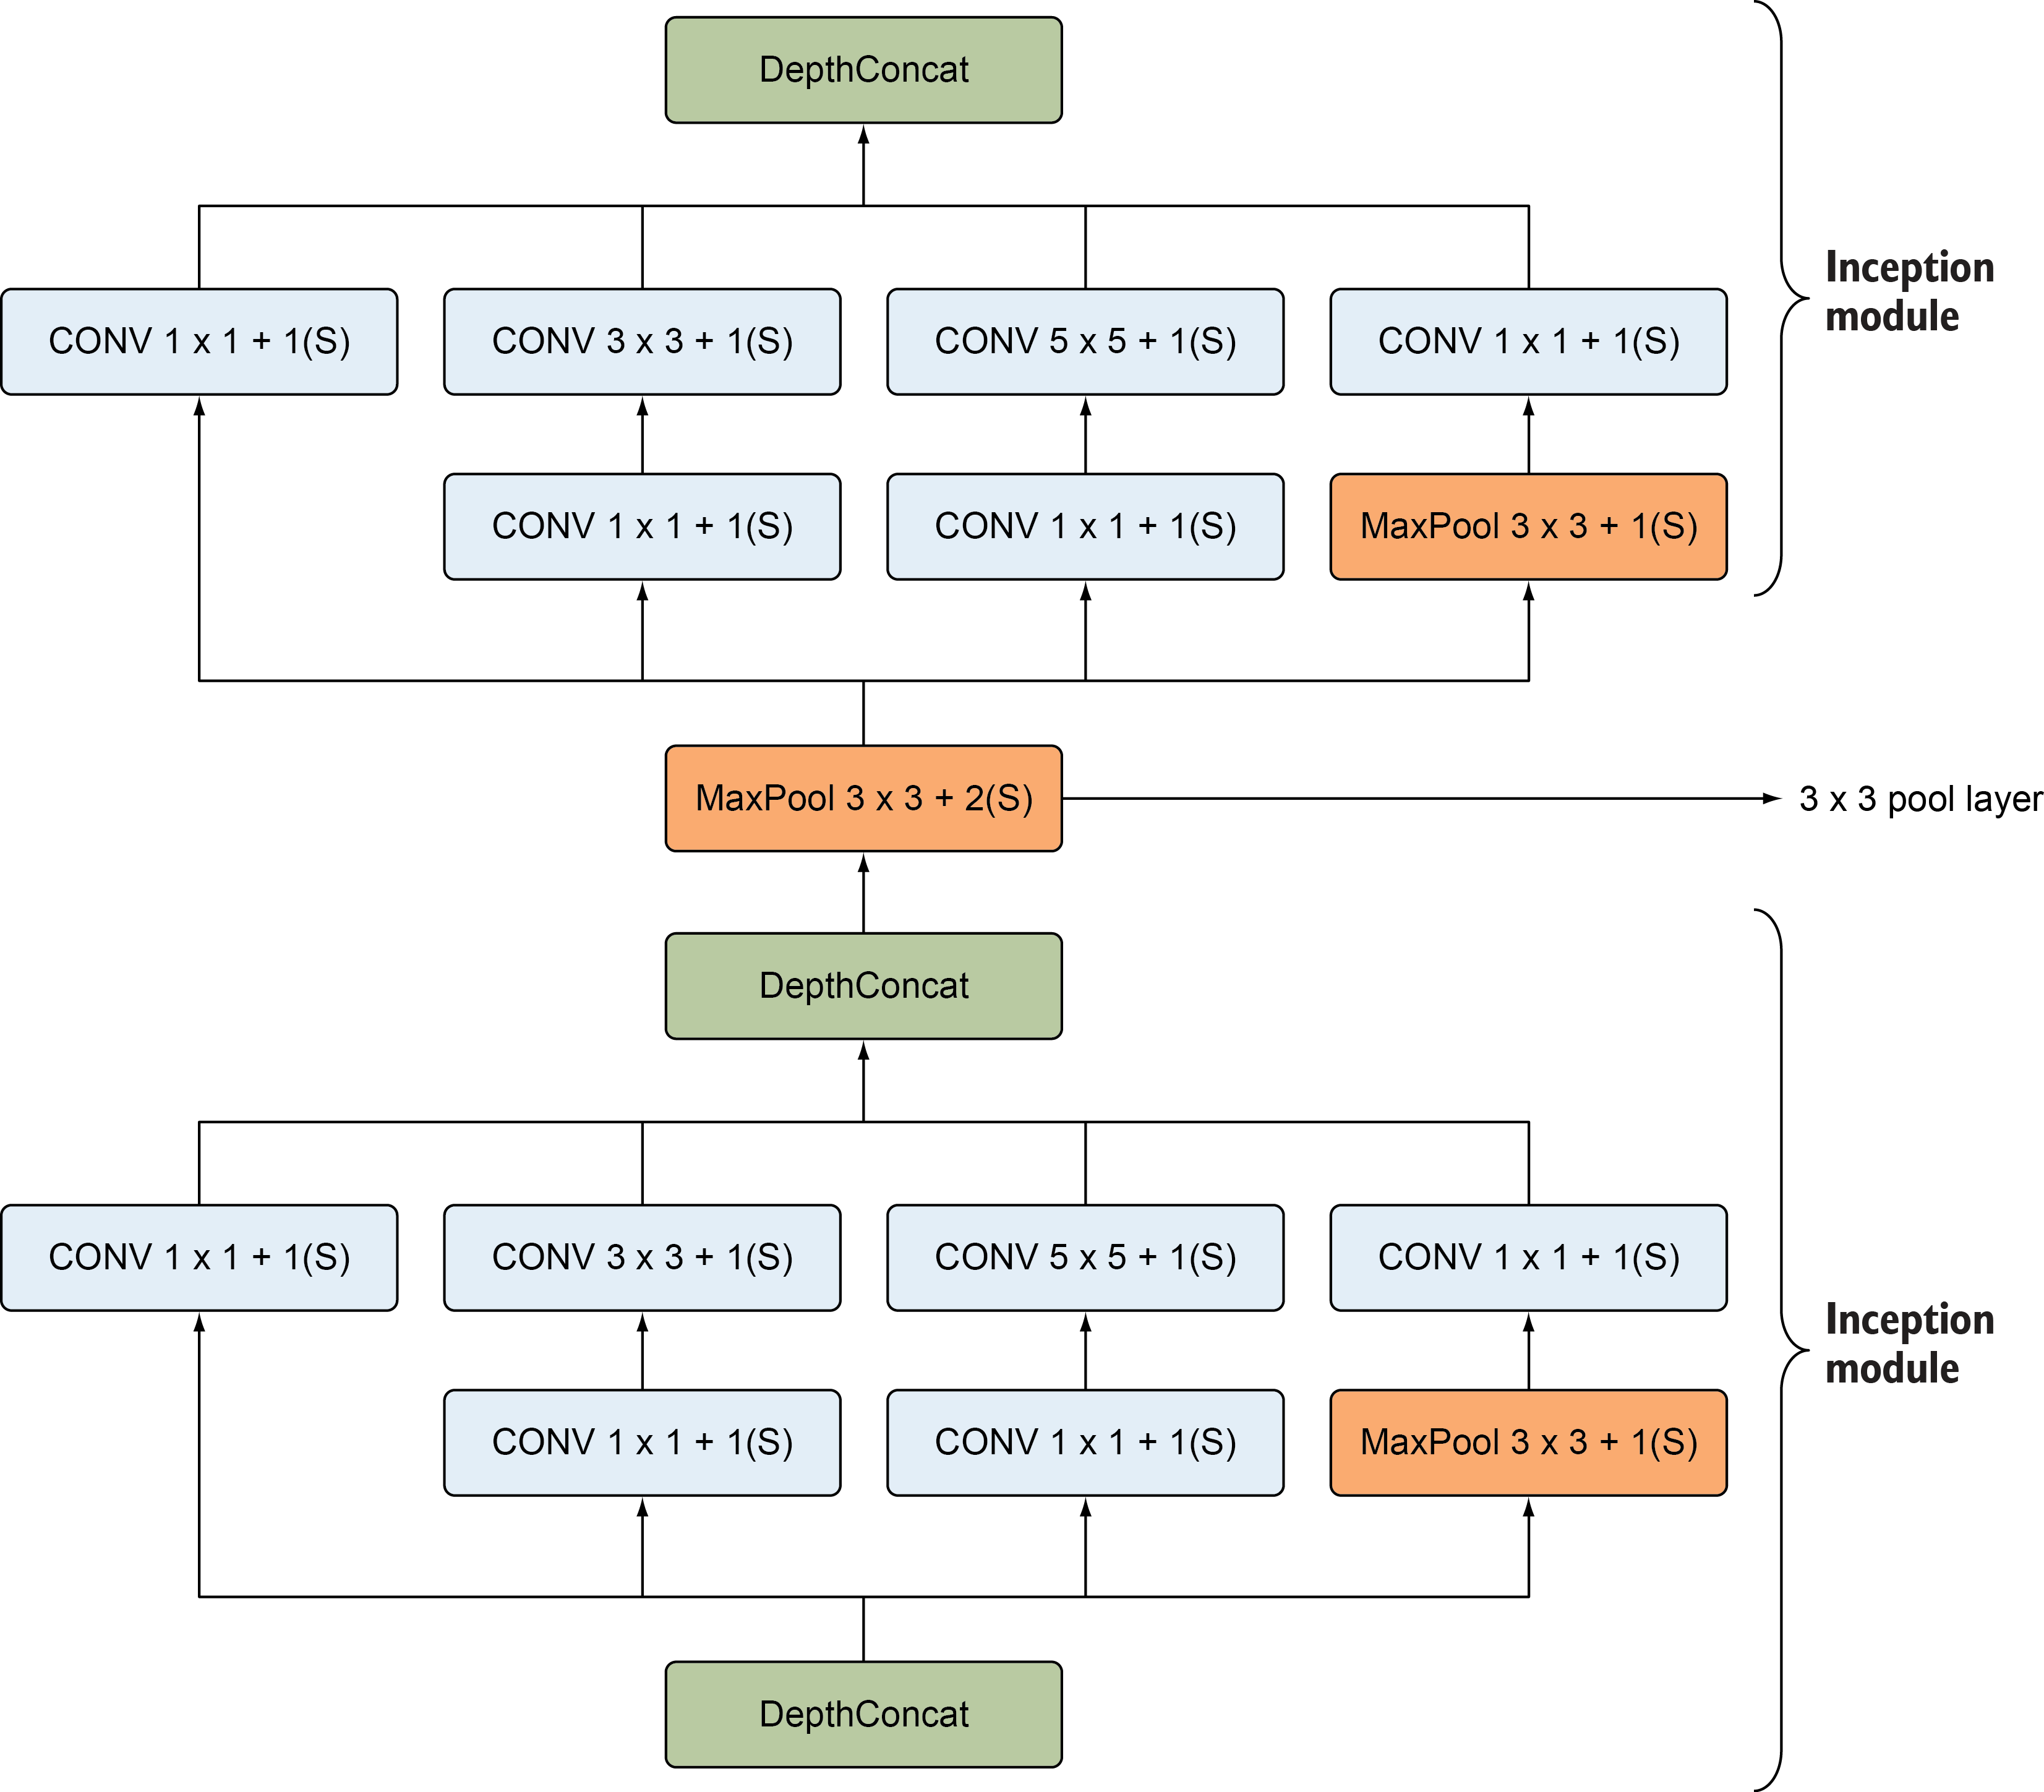 DepthConcat
CONV 1 x 1 + 1(S)
CONV 3 x 3 + 1(S)
CONV 5 x 5 + 1(S)
CONV 1 x 1 + 1(S)
Inception
module
CONV 1 x 1 + 1(S)
CONV 1 x 1 + 1(S)
MaxPool 3 x 3 + 1(S)
MaxPool 3 x 3 + 2(S)
3 x 3 pool layer
DepthConcat
CONV 1 x 1 + 1(S)
CONV 3 x 3 + 1(S)
CONV 5 x 5 + 1(S)
CONV 1 x 1 + 1(S)
Inception
module
CONV 1 x 1 + 1(S)
CONV 1 x 1 + 1(S)
MaxPool 3 x 3 + 1(S)
DepthConcat